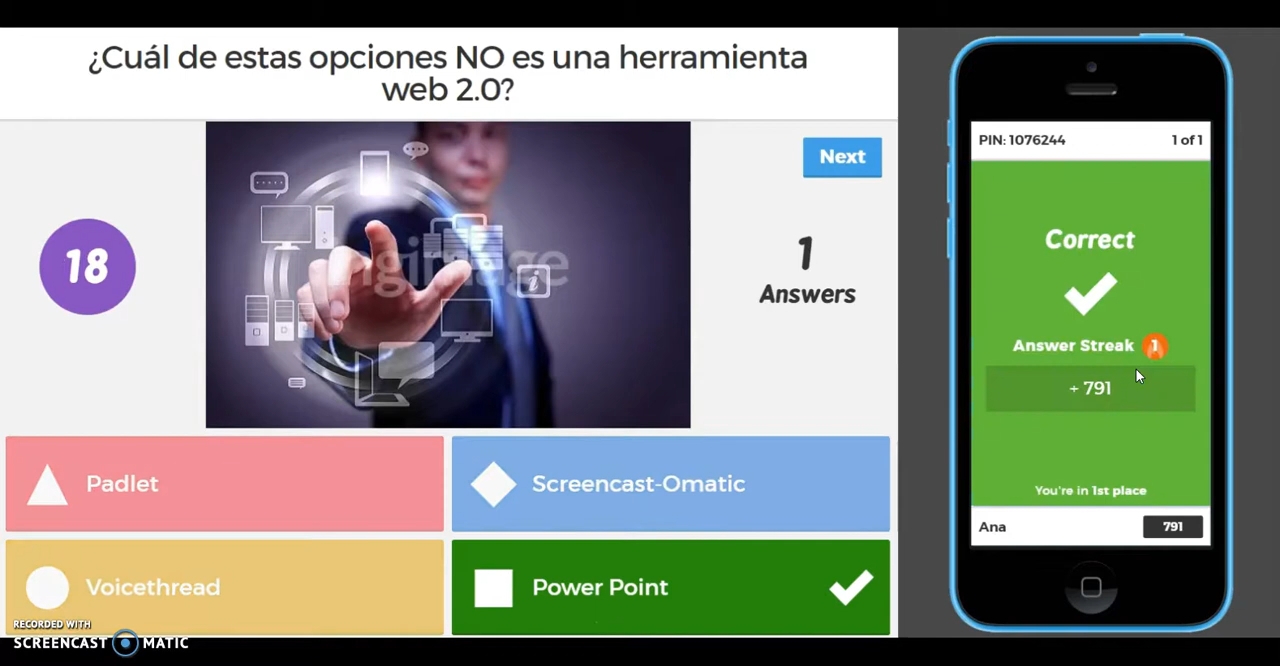 ¿Cuál de estas opciones NO es una herramienta
web 2.0?
Next
18
1
Answers
Padlet
Screencast-Omatic
Voicethread
Power Point
RECORDED WITH
SCREENCAST MATIC
PIN: 1076244
1 of 1
Correct
Answer Streak 1
+ 791
You're in 1st place
Ana
791